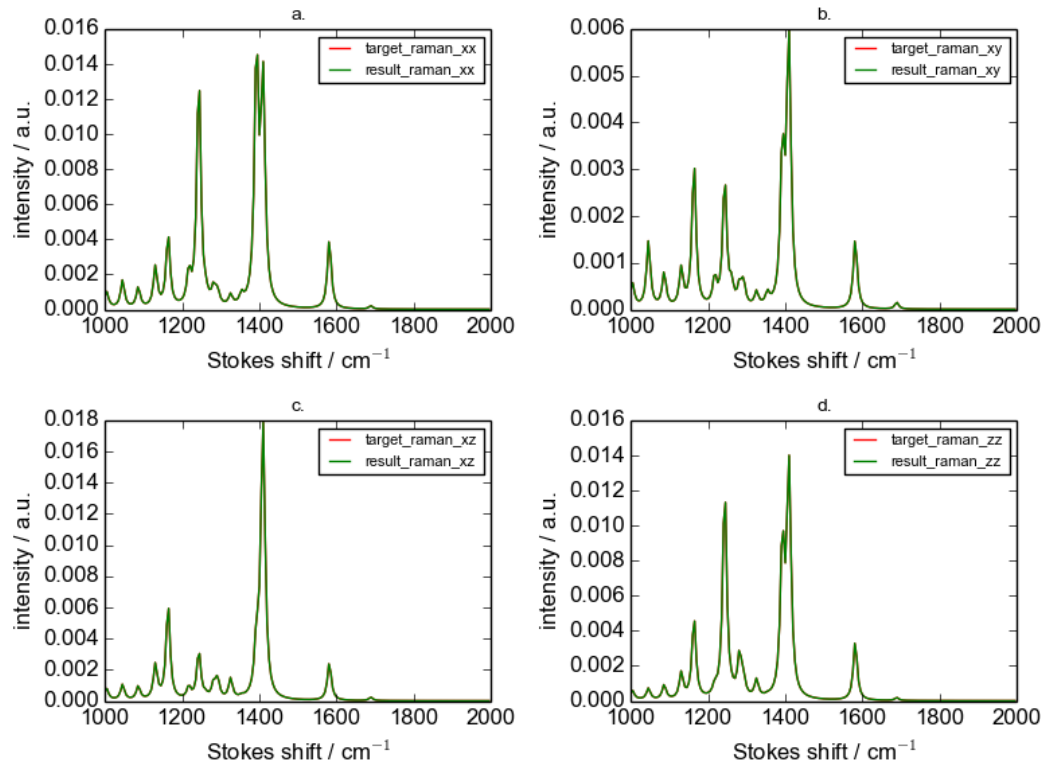 a.
0.016
0.014
0.012
0.010
0.008
0.006
0.004
0.002
0.000
intensity / a.u.
target_raman_xx
result_raman_xx
1000 1200 1400 1600 1800 2000
Stokes shift / cm⁻¹
b.
0.006
0.005
0.004
0.003
0.002
0.001
0.000
intensity / a.u.
target_raman_xy
result_raman_xy
1000 1200 1400 1600 1800 2000
Stokes shift / cm⁻¹
c.
0.018
0.016
0.014
0.012
0.010
0.008
0.006
0.004
0.002
0.000
intensity / a.u.
target_raman_xz
result_raman_xz
1000 1200 1400 1600 1800 2000
Stokes shift / cm⁻¹
d.
0.016
0.014
0.012
0.010
0.008
0.006
0.004
0.002
0.000
intensity / a.u.
target_raman_zz
result_raman_zz
1000 1200 1400 1600 1800 2000
Stokes shift / cm⁻¹